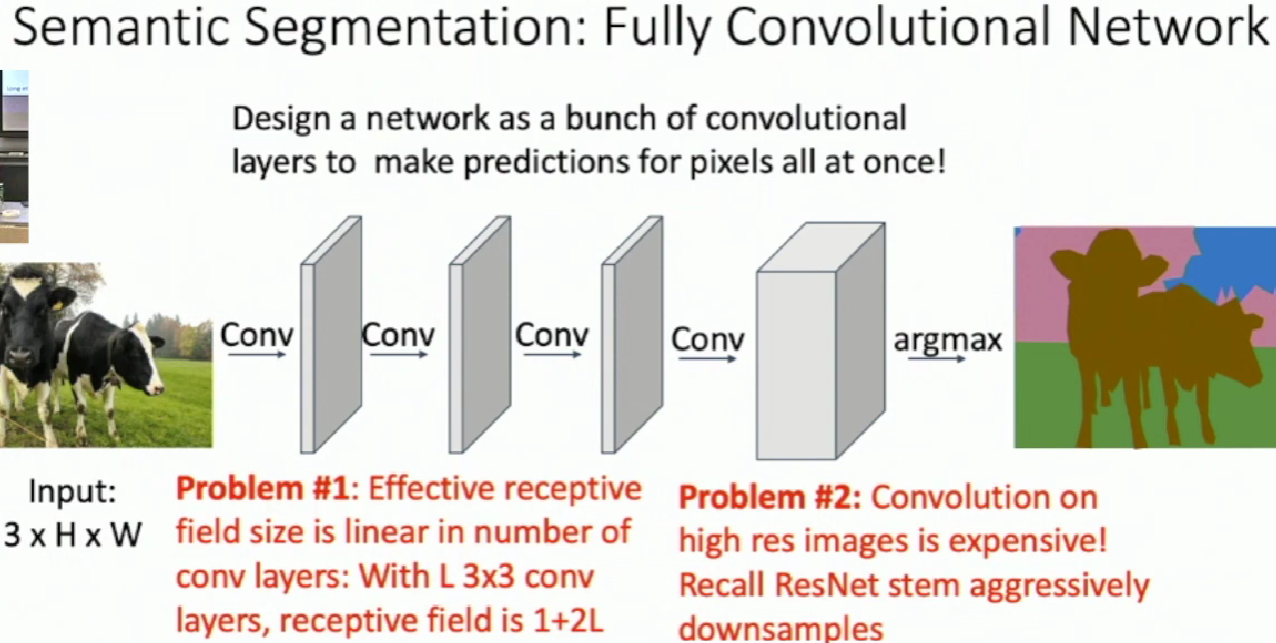 Semantic Segmentation: Fully Convolutional Network
Design a network as a bunch of convolutional
layers to make predictions for pixels all at once!
Conv
Conv
Conv
Conv
argmax
Input:
3 x H x W
Problem #1: Effective receptive
field size is linear in number of
conv layers: With L 3x3 conv
layers, receptive field is 1+2L
Problem #2: Convolution on
high res images is expensive!
Recall ResNet stem aggressively
downsamples